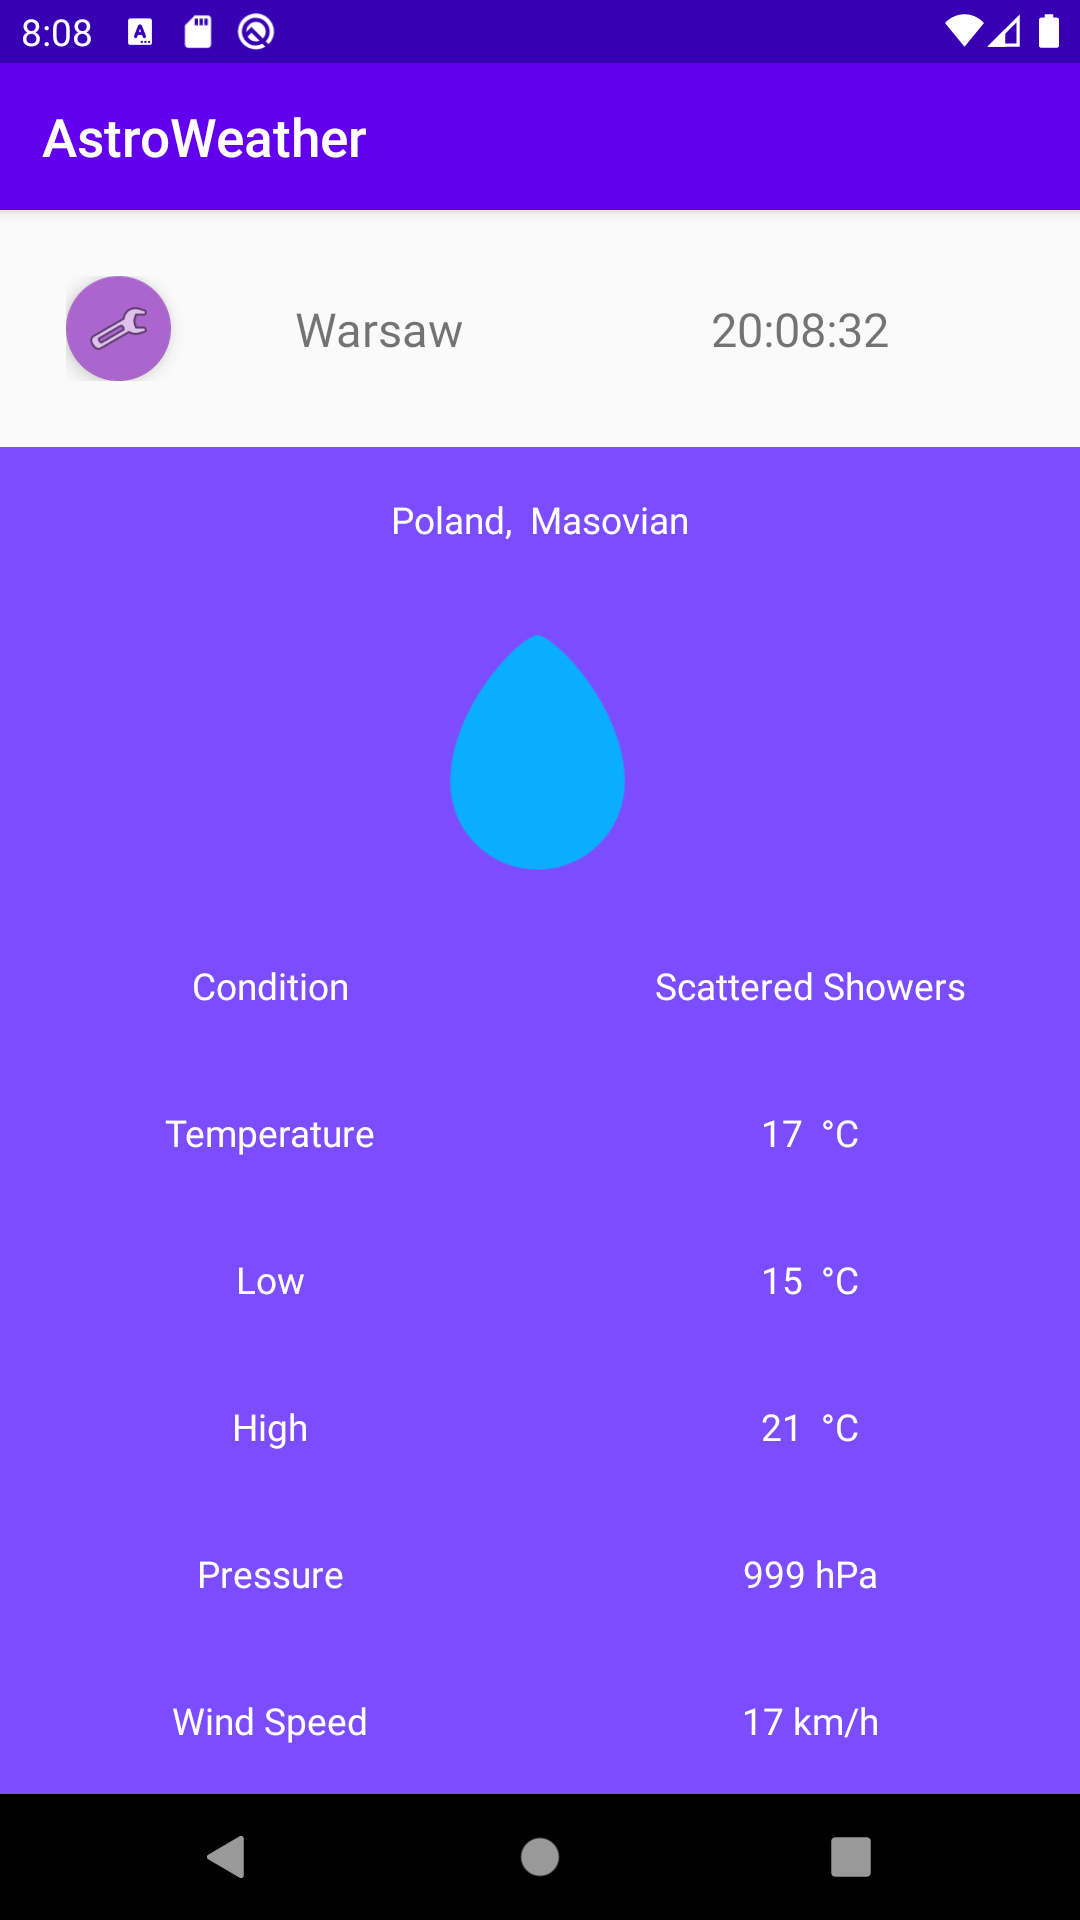 8:08
AstroWeather
Warsaw 20:08:32
Poland, Masovian
Condition Scattered Showers
Temperature 17 °C
Low 15 °C
High 21 °C
Pressure 999 hPa
Wind Speed 17 km/h